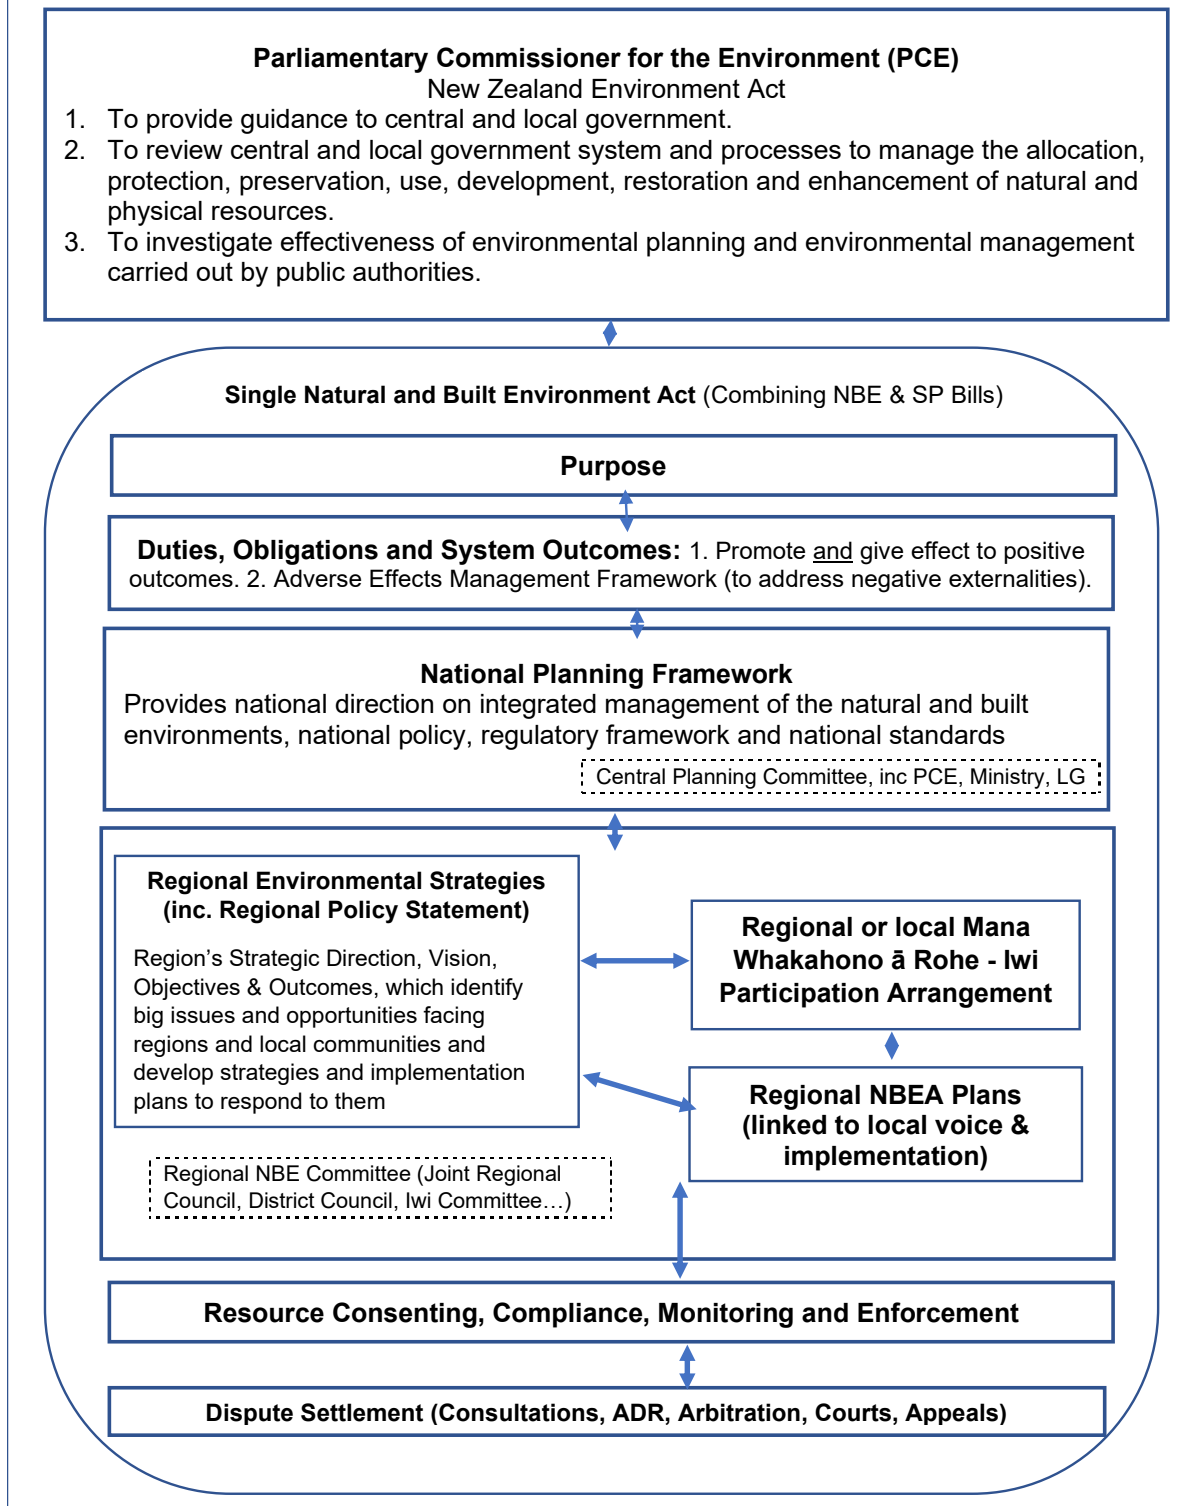 Parliamentary Commissioner for the Environment (PCE)
New Zealand Environment Act
1. To provide guidance to central and local government.
2. To review central and local government system and processes to manage the allocation,
protection, preservation, use, development, restoration and enhancement of natural and
physical resources.
3. To investigate effectiveness of environmental planning and environmental management
carried out by public authorities.
Single Natural and Built Environment Act (Combining NBE & SP Bills)
Purpose
Duties, Obligations and System Outcomes: 1. Promote and give effect to positive
outcomes. 2. Adverse Effects Management Framework (to address negative externalities).
National Planning Framework
Provides national direction on integrated management of the natural and built
environments, national policy, regulatory framework and national standards
Central Planning Committee, inc PCE, Ministry, LG
Regional Environmental Strategies
(inc. Regional Policy Statement)
Region’s Strategic Direction, Vision,
Objectives & Outcomes, which identify
big issues and opportunities facing
regions and local communities and
develop strategies and implementation
plans to respond to them
Regional or local Mana
Whakahono ā Rohe - Iwi
Participation Arrangement
Regional NBEA Plans
(linked to local voice &
implementation)
Regional NBE Committee (Joint Regional
Council, District Council, Iwi Committee…)
Resource Consenting, Compliance, Monitoring and Enforcement
Dispute Settlement (Consultations, ADR, Arbitration, Courts, Appeals)